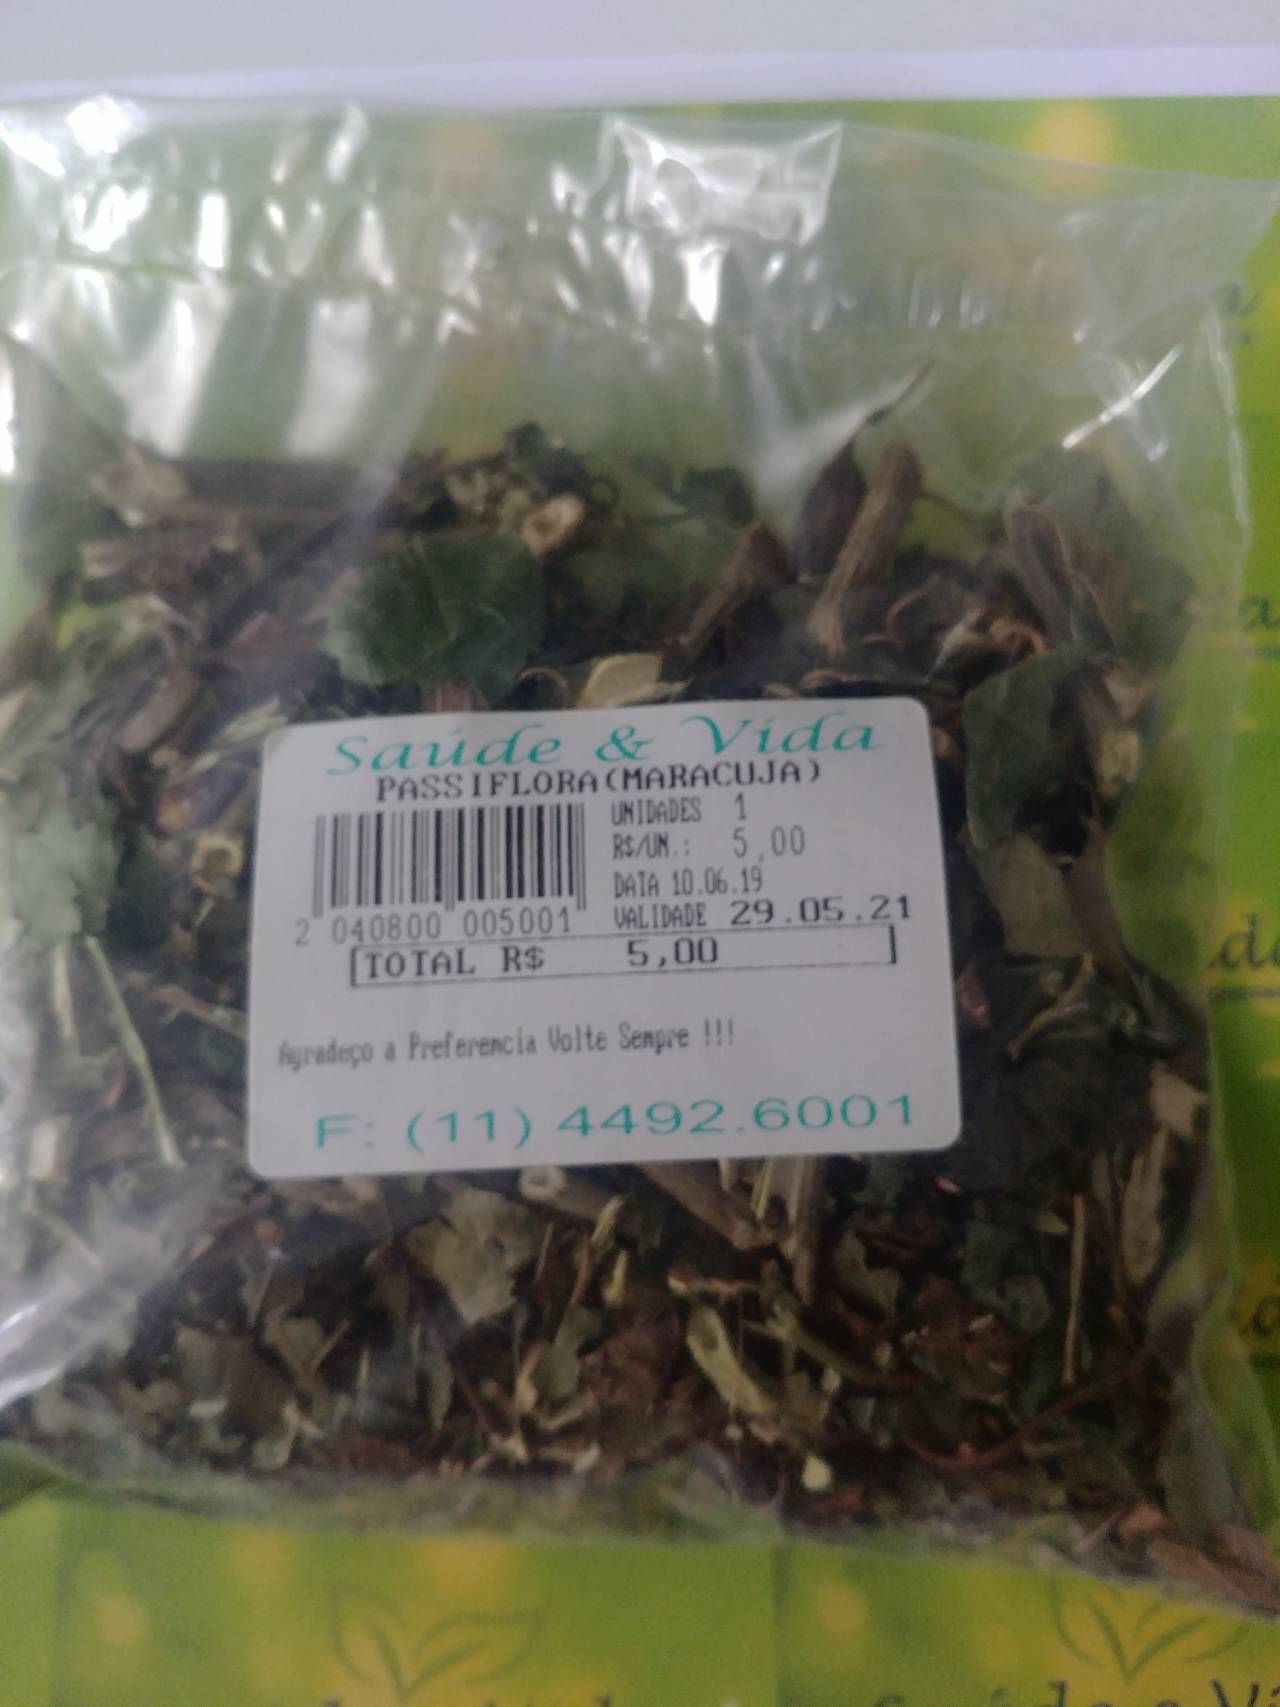 Saúde & Vida
PASSIFLORA(MARACUJA)
UNIDADES 1
R$/UN.: 5,00
DATA 10.06.19
VALIDADE 29.05.21
2 040800 005001
TOTAL R$ 5,00
Agradeço a Preferencia Volte Sempre !!!
F: (11) 4492.6001